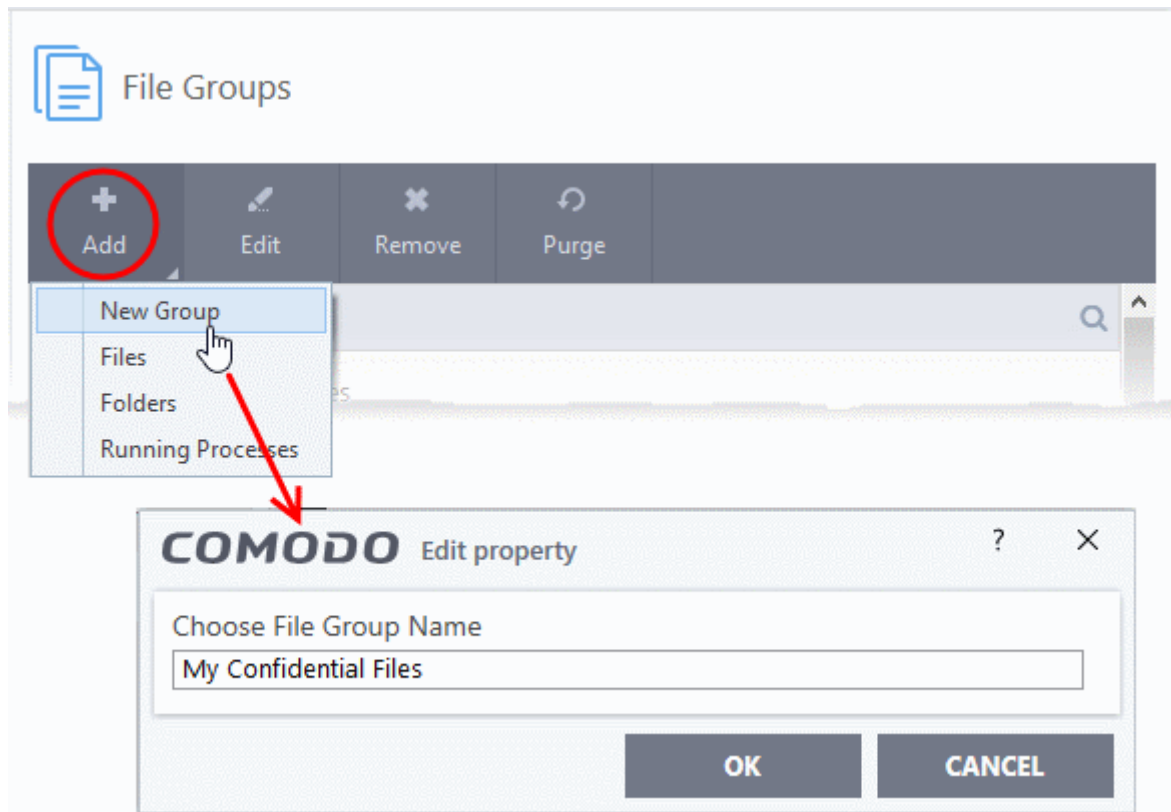 File Groups
Add Edit Remove Purge
New Group
Files
Folders
Running Processes
COMODO Edit property ?
Choose File Group Name
My Confidential Files
OK CANCEL